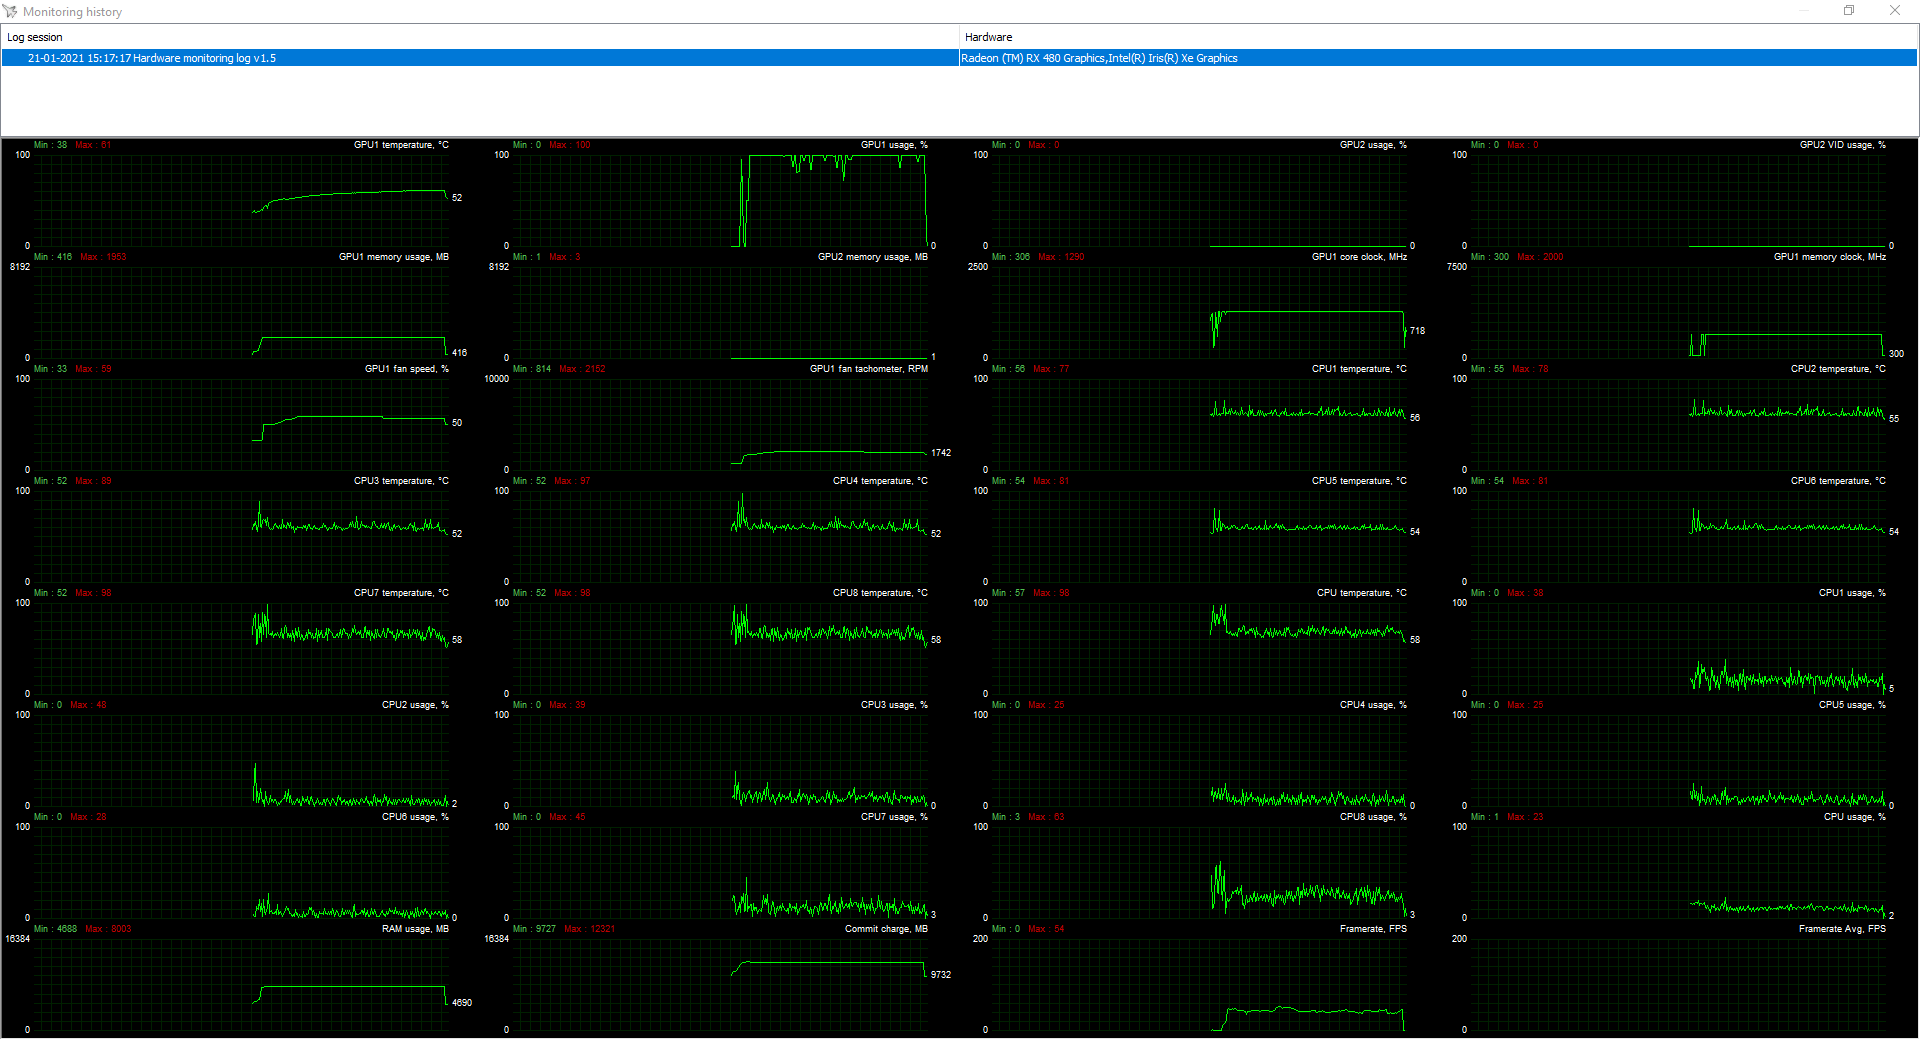 Monitoring history
Log session Hardware
21-01-2021 15:17:17 Hardware monitoring log v1.5 Radeon (TM) RX 480 Graphics,Intel(R) Iris(R) Xe Graphics
Min : 38 Max : 61 GPU1 temperature, °C
100
52
0
Min : 0 Max : 100 GPU1 usage, %
100
0
0
Min : 0 Max : 0 GPU2 usage, %
100
0
0
Min : 0 Max : 0 GPU2 VID usage, %
100
0
0
Min : 416 Max : 1953 GPU1 memory usage, MB
8192
416
0
Min : 1 Max : 3 GPU2 memory usage, MB
8192
1
0
Min : 306 Max : 1290 GPU1 core clock, MHz
2500
718
0
Min : 300 Max : 2000 GPU1 memory clock, MHz
7500
300
0
Min : 33 Max : 59 GPU1 fan speed, %
100
50
0
Min : 814 Max : 2152 GPU1 fan tachometer, RPM
10000
1742
0
Min : 56 Max : 77 CPU1 temperature, °C
100
56
0
Min : 55 Max : 78 CPU2 temperature, °C
100
55
0
Min : 52 Max : 89 CPU3 temperature, °C
100
52
0
Min : 52 Max : 97 CPU4 temperature, °C
100
52
0
Min : 54 Max : 81 CPU5 temperature, °C
100
54
0
Min : 54 Max : 81 CPU6 temperature, °C
100
54
0
Min : 52 Max : 98 CPU7 temperature, °C
100
58
0
Min : 52 Max : 98 CPU8 temperature, °C
100
58
0
Min : 57 Max : 98 CPU temperature, °C
100
58
0
Min : 0 Max : 38 CPU1 usage, %
100
5
0
Min : 0 Max : 48 CPU2 usage, %
100
2
0
Min : 0 Max : 39 CPU3 usage, %
100
0
0
Min : 0 Max : 25 CPU4 usage, %
100
0
0
Min : 0 Max : 25 CPU5 usage, %
100
0
0
Min : 0 Max : 28 CPU6 usage, %
100
0
0
Min : 0 Max : 45 CPU7 usage, %
100
3
0
Min : 3 Max : 63 CPU8 usage, %
100
3
0
Min : 1 Max : 23 CPU usage, %
100
2
0
Min : 4688 Max : 8003 RAM usage, MB
16384
4690
0
Min : 9727 Max : 12321 Commit charge, MB
16384
9732
0
Min : 0 Max : 54 Framerate, FPS
200
0
Framerate Avg, FPS
200
0